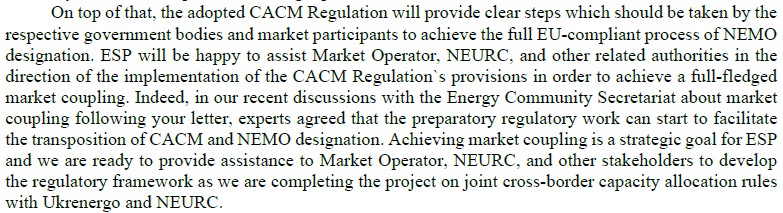 On top of that, the adopted CACM Regulation will provide clear steps which should be taken by the
respective government bodies and market participants to achieve the full EU-compliant process of NEMO
designation. ESP will be happy to assist Market Operator, NEURC, and other related authorities in the
direction of the implementation of the CACM Regulation`s provisions in order to achieve a full-fledged
market coupling. Indeed, in our recent discussions with the Energy Community Secretariat about market
coupling following your letter, experts agreed that the preparatory regulatory work can start to facilitate
the transposition of CACM and NEMO designation. Achieving market coupling is a strategic goal for ESP
and we are ready to provide assistance to Market Operator, NEURC, and other stakeholders to develop
the regulatory framework as we are completing the project on joint cross-border capacity allocation rules
with Ukrenergo and NEURC.